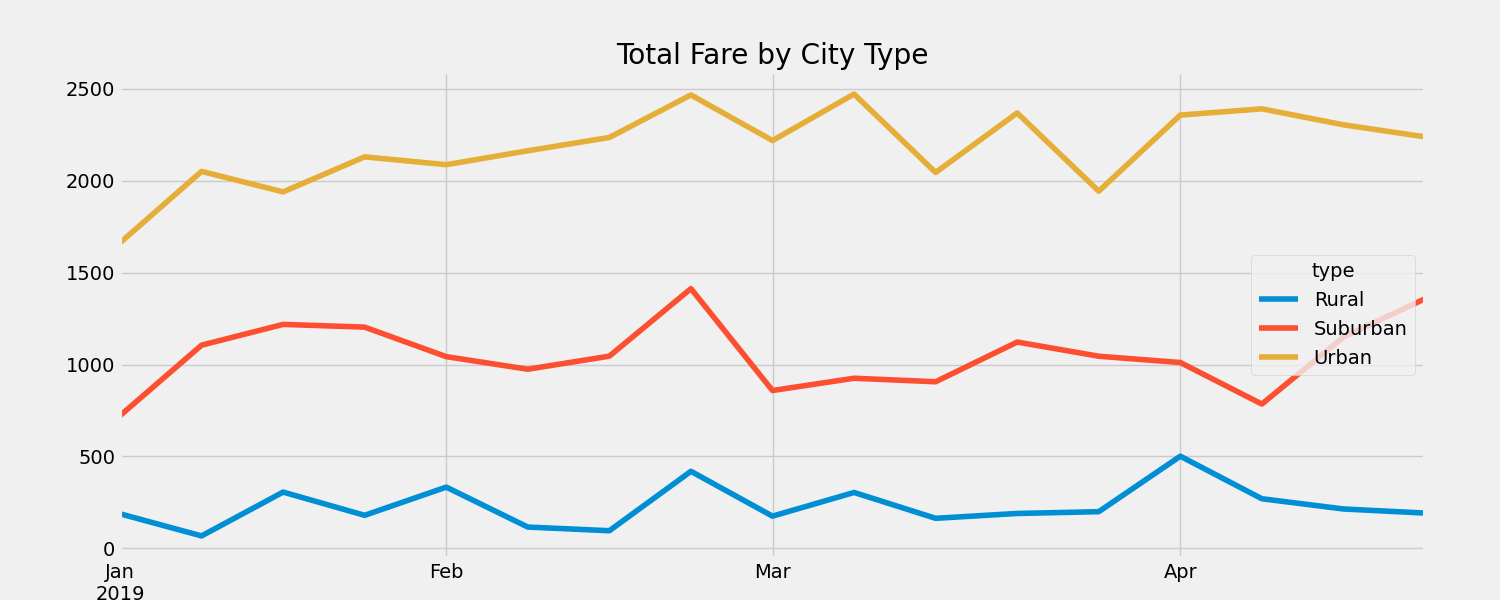 Total Fare by City Type
2500
2000
1500
1000
500
0
type
Rural
Suburban
Urban
Jan Feb Mar Apr
2019